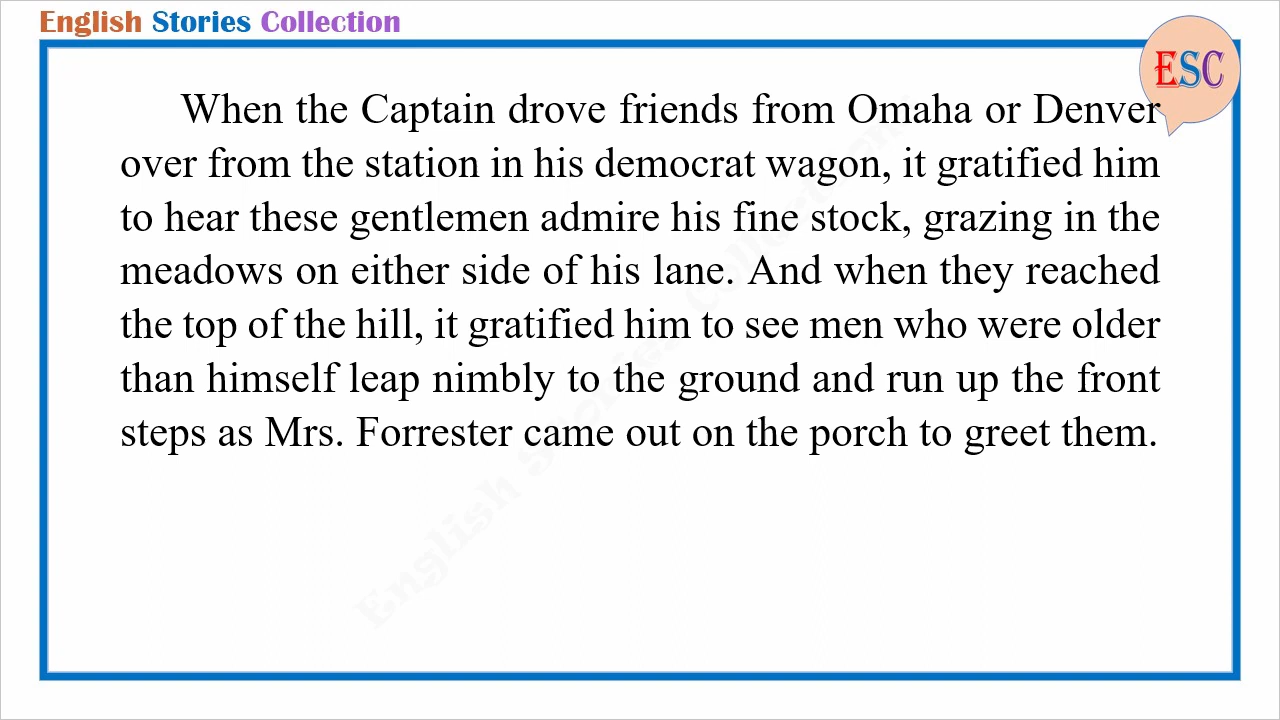 English Stories Collection
ESC
When the Captain drove friends from Omaha or Denver
over from the station in his democrat wagon, it gratified him
to hear these gentlemen admire his fine stock, grazing in the
meadows on either side of his lane. And when they reached
the top of the hill, it gratified him to see men who were older
than himself leap nimbly to the ground and run up the front
steps as Mrs. Forrester came out on the porch to greet them.
English Stories Collection